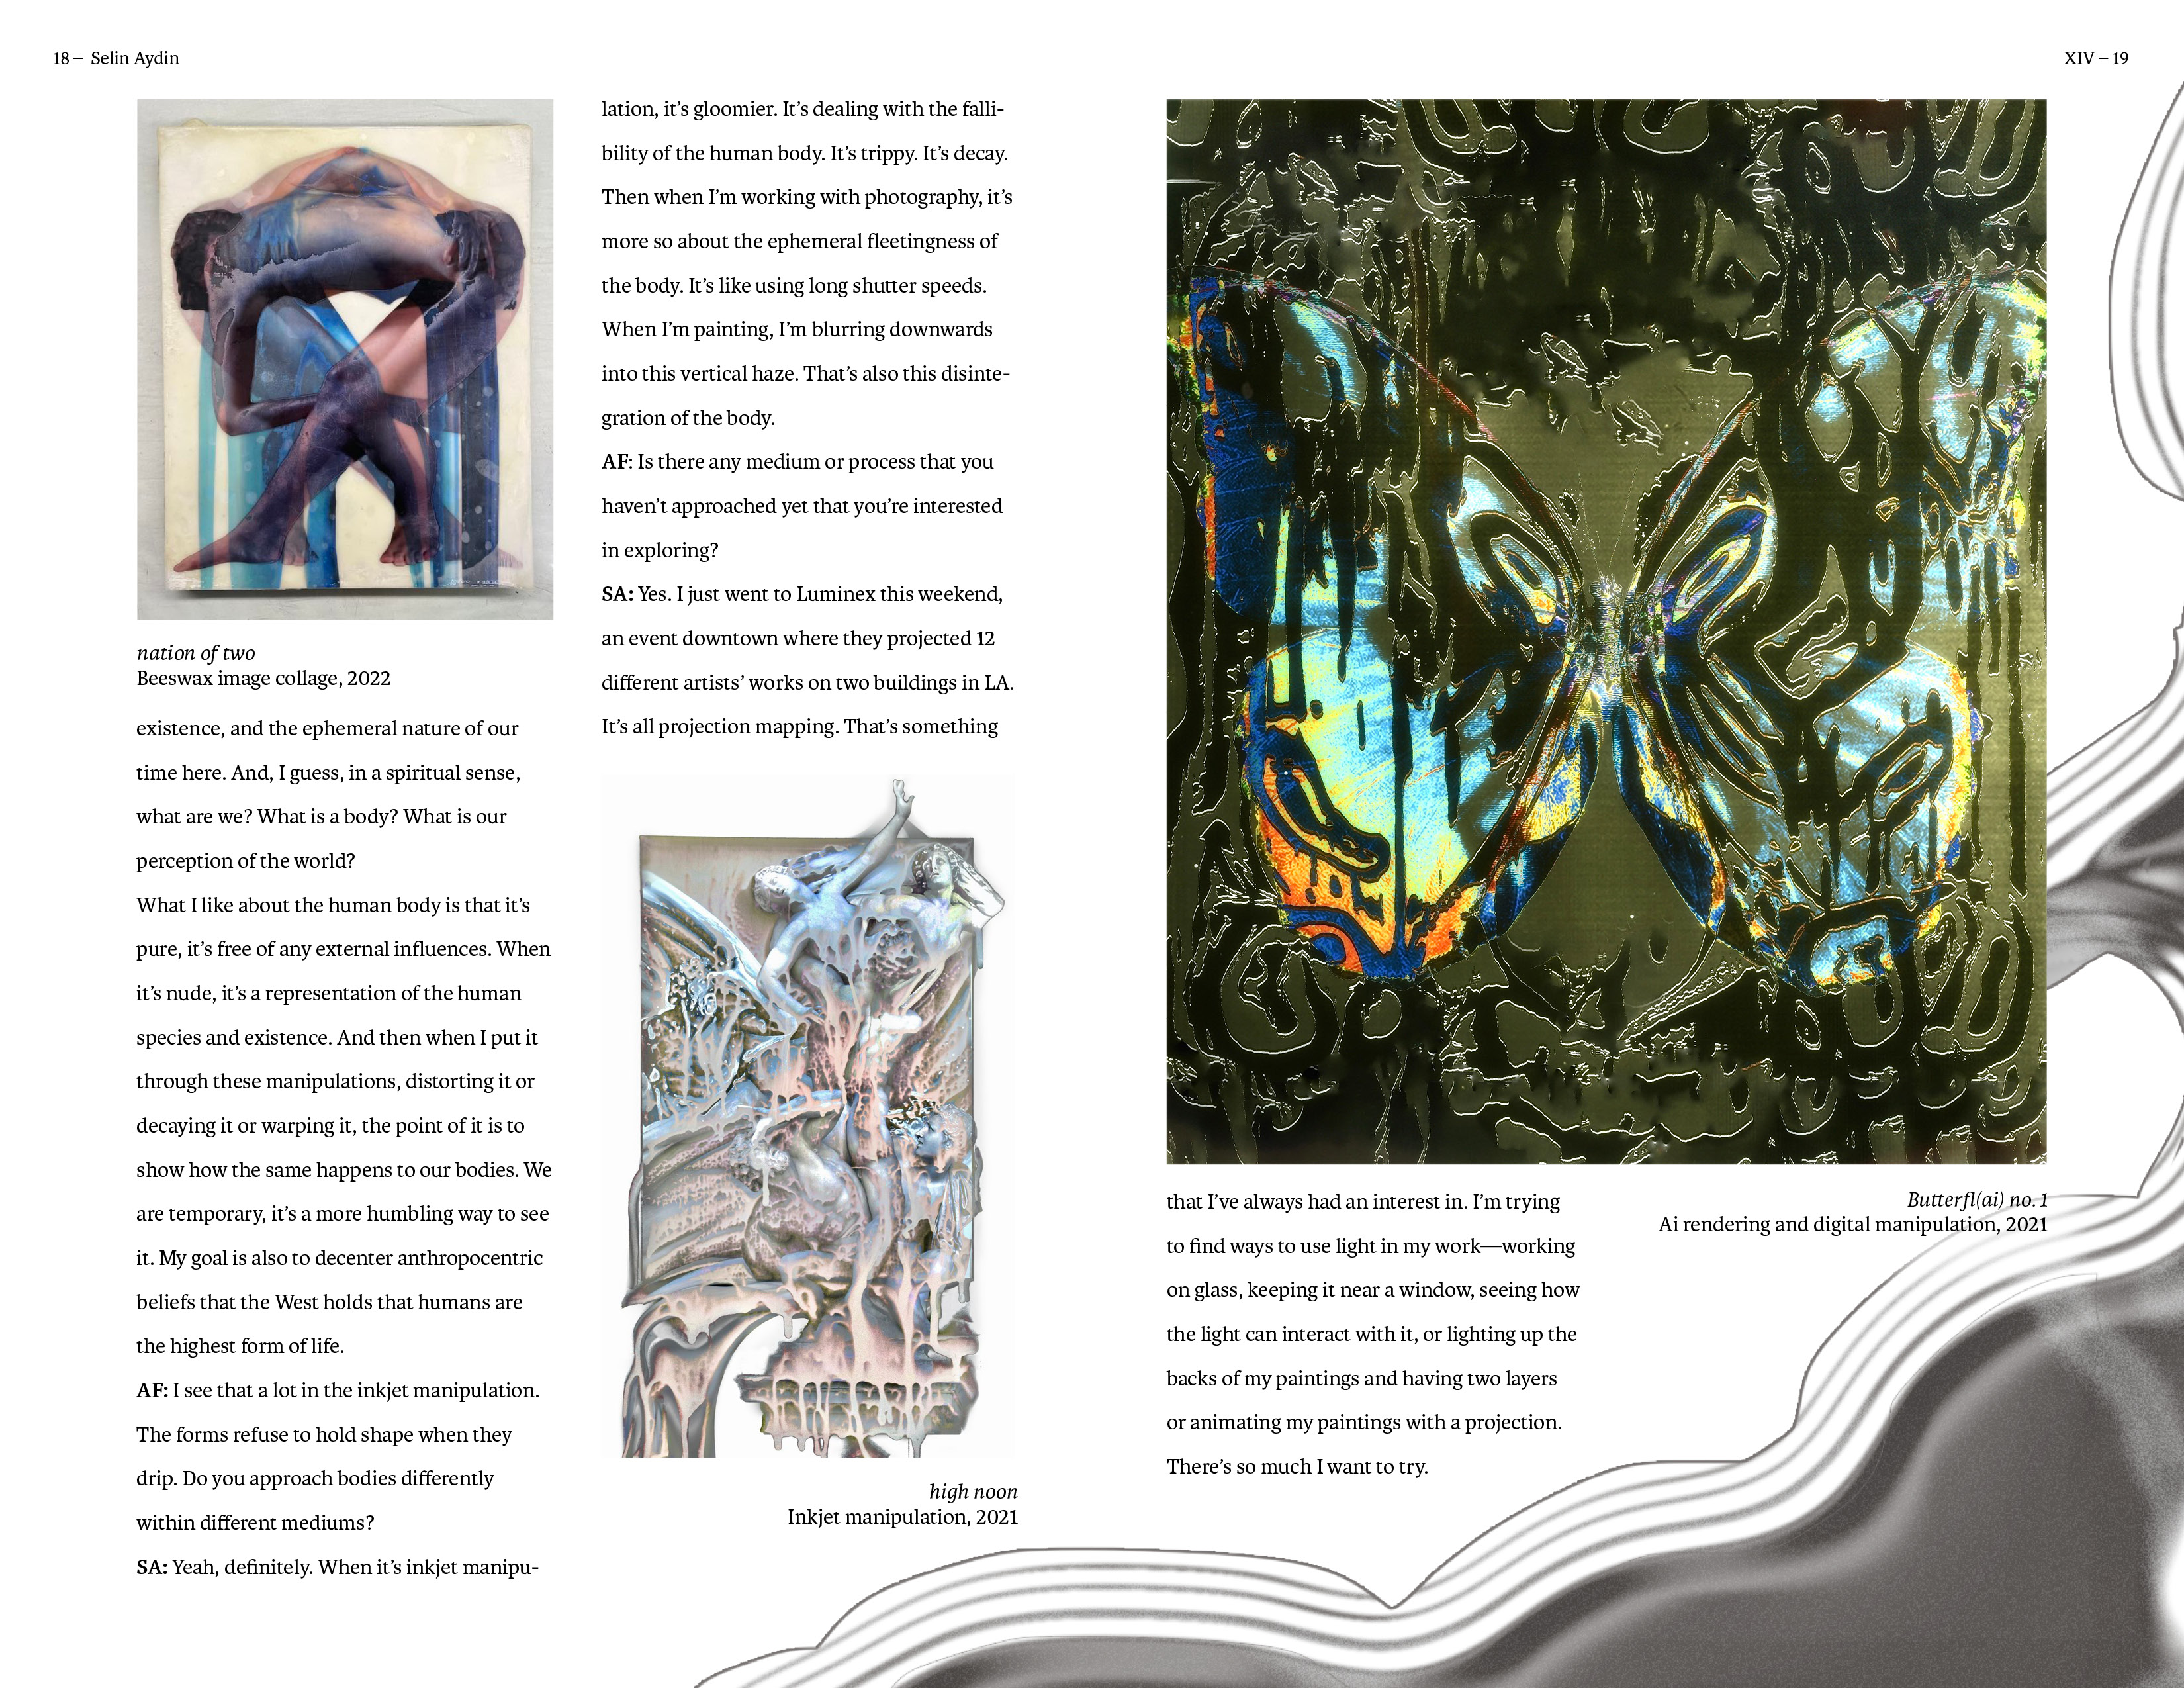 18 – Selin Aydin
XIV – 19
nation of two
Beeswax image collage, 2022
existence, and the ephemeral nature of our
time here. And, I guess, in a spiritual sense,
what are we? What is a body? What is our
perception of the world?
What I like about the human body is that it’s
pure, it’s free of any external influences. When
it’s nude, it’s a representation of the human
species and existence. And then when I put it
through these manipulations, distorting it or
decaying it or warping it, the point of it is to
show how the same happens to our bodies. We
are temporary, it’s a more humbling way to see
it. My goal is also to decenter anthropocentric
beliefs that the West holds that humans are
the highest form of life.
AF: I see that a lot in the inkjet manipulation.
The forms refuse to hold shape when they
drip. Do you approach bodies differently
within different mediums?
SA: Yeah, definitely. When it’s inkjet manipu-
lation, it’s gloomier. It’s dealing with the falli-
bility of the human body. It’s trippy. It’s decay.
Then when I’m working with photography, it’s
more so about the ephemeral fleetingness of
the body. It’s like using long shutter speeds.
When I’m painting, I’m blurring downwards
into this vertical haze. That’s also this disinte-
gration of the body.
AF: Is there any medium or process that you
haven’t approached yet that you’re interested
in exploring?
SA: Yes. I just went to Luminex this weekend,
an event downtown where they projected 12
different artists’ works on two buildings in LA.
It’s all projection mapping. That’s something
high noon
Inkjet manipulation, 2021
that I’ve always had an interest in. I’m trying
to find ways to use light in my work—working
on glass, keeping it near a window, seeing how
the light can interact with it, or lighting up the
backs of my paintings and having two layers
or animating my paintings with a projection.
There’s so much I want to try.
Butterfl(ai) no. 1
Ai rendering and digital manipulation, 2021